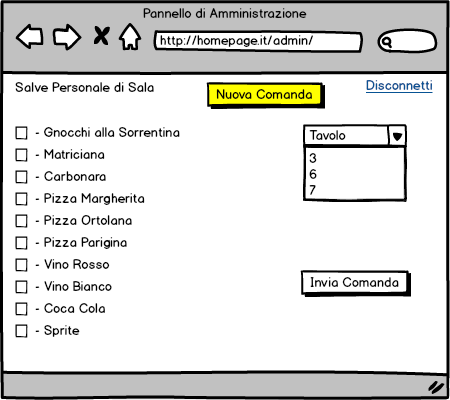 Pannello di Amministrazione
http://homepage.it/admin/
Salve Personale di Sala
Nuova Comanda
Disconnetti
- Gnocchi alla Sorrentina
- Matriciana
- Carbonara
- Pizza Margherita
- Pizza Ortolana
- Pizza Parigina
- Vino Rosso
- Vino Bianco
- Coca Cola
- Sprite
Tavolo
3
6
7
Invia Comanda